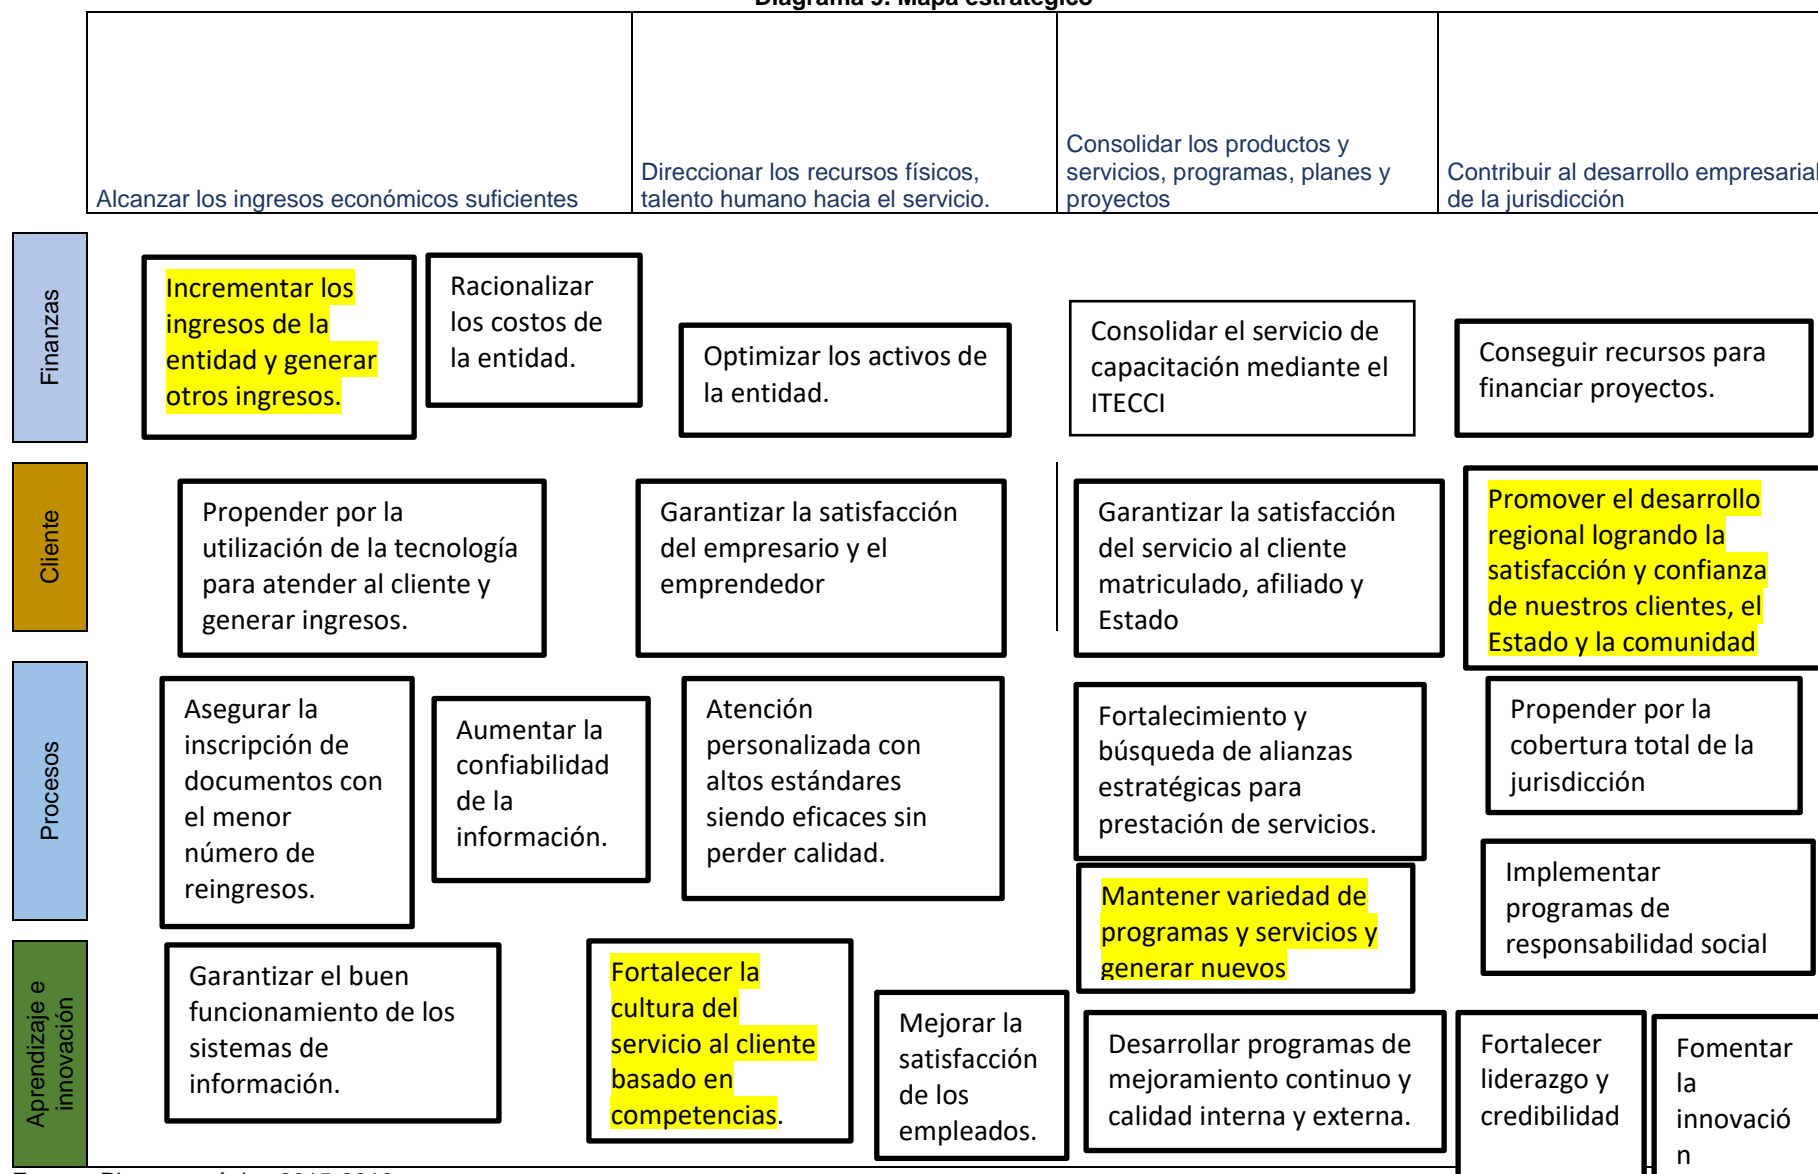 Diagrama 9. Mapa estratégico
Alcanzar los ingresos económicos suficientes
Direccionar los recursos físicos,
talento humano hacia el servicio.
Consolidar los productos y
servicios, programas, planes y
proyectos
Contribuir al desarrollo empresarial
de la jurisdicción
Finanzas
Incrementar los
ingresos de la
entidad y generar
otros ingresos.
Racionalizar
los costos de
la entidad.
Optimizar los activos de
la entidad.
Consolidar el servicio de
capacitación mediante el
ITECCI
Conseguir recursos para
financiar proyectos.
Cliente
Propender por la
utilización de la tecnología
para atender al cliente y
generar ingresos.
Garantizar la satisfacción
del empresario y el
emprendedor
Garantizar la satisfacción
del servicio al cliente
matriculado, afiliado y
Estado
Promover el desarrollo
regional logrando la
satisfacción y confianza
de nuestros clientes, el
Estado y la comunidad
Procesos
Asegurar la
inscripción de
documentos con
el menor
número de
reingresos.
Aumentar la
confiabilidad
de la
información.
Atención
personalizada con
altos estándares
siendo eficaces sin
perder calidad.
Fortalecimiento y
búsqueda de alianzas
estratégicas para
prestación de servicios.
Mantener variedad de
programas y servicios y
generar nuevos
Propender por la
cobertura total de la
jurisdicción
Implementar
programas de
responsabilidad social
Aprendizaje e
innovación
Garantizar el buen
funcionamiento de los
sistemas de
información.
Fortalecer la
cultura del
servicio al cliente
basado en
competencias.
Mejorar la
satisfacción
de los
empleados.
Desarrollar programas de
mejoramiento continuo y
calidad interna y externa.
Fortalecer
liderazgo y
credibilidad
Fomentar
la
innovació
n